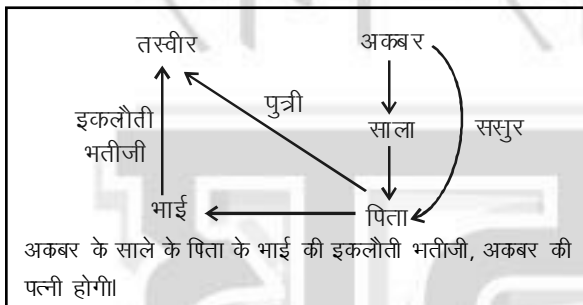 तस्वीर अकबर
पुत्री
इकलौती भतीजी
साला
ससुर
भाई
पिता
अकबर के साले के पिता के भाई की इकलौती भतीजी, अकबर की
पत्नी होगी।